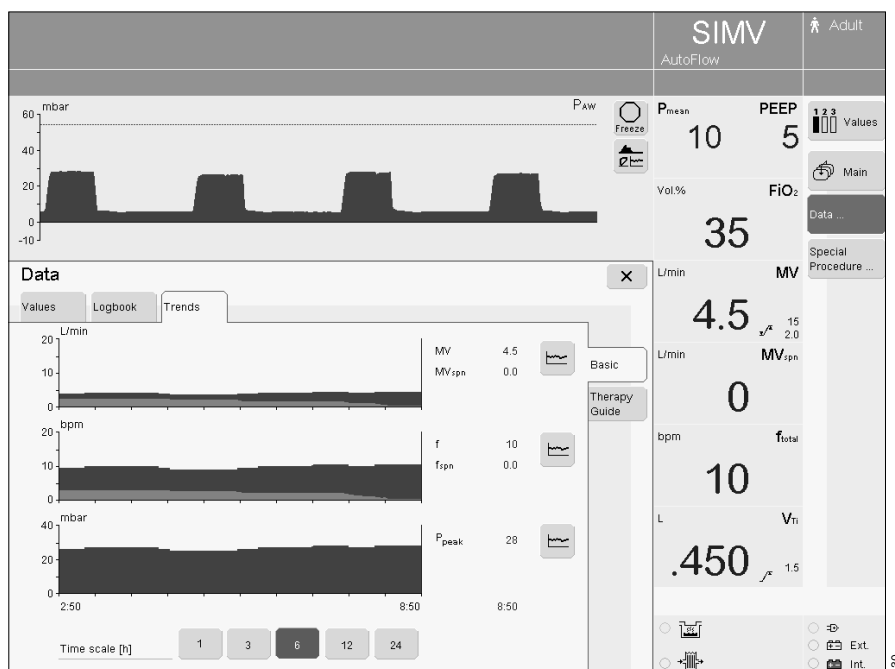 SIMV
AutoFlow
Adult
mbar
PAW
60
40
20
0
-10
Freeze
Pmean
PEEP
10
5
1 2 3
Values
Main
Data ...
Special
Procedure ...
Vol.%
FiO2
35
L/min
MV
4.5
15
2.0
L/min
MVspn
0
bpm
ftotal
10
L
VTi
.450
1.5
Ext.
Int.
Data
Values
Logbook
Trends
L/min
20
10
0
MV 4.5
MVspn 0.0
Basic
Therapy
Guide
bpm
20
10
0
f 10
fspn 0.0
mbar
40
20
0
Ppeak 28
2:50
8:50
8:50
Time scale [h]
1
3
6
12
24